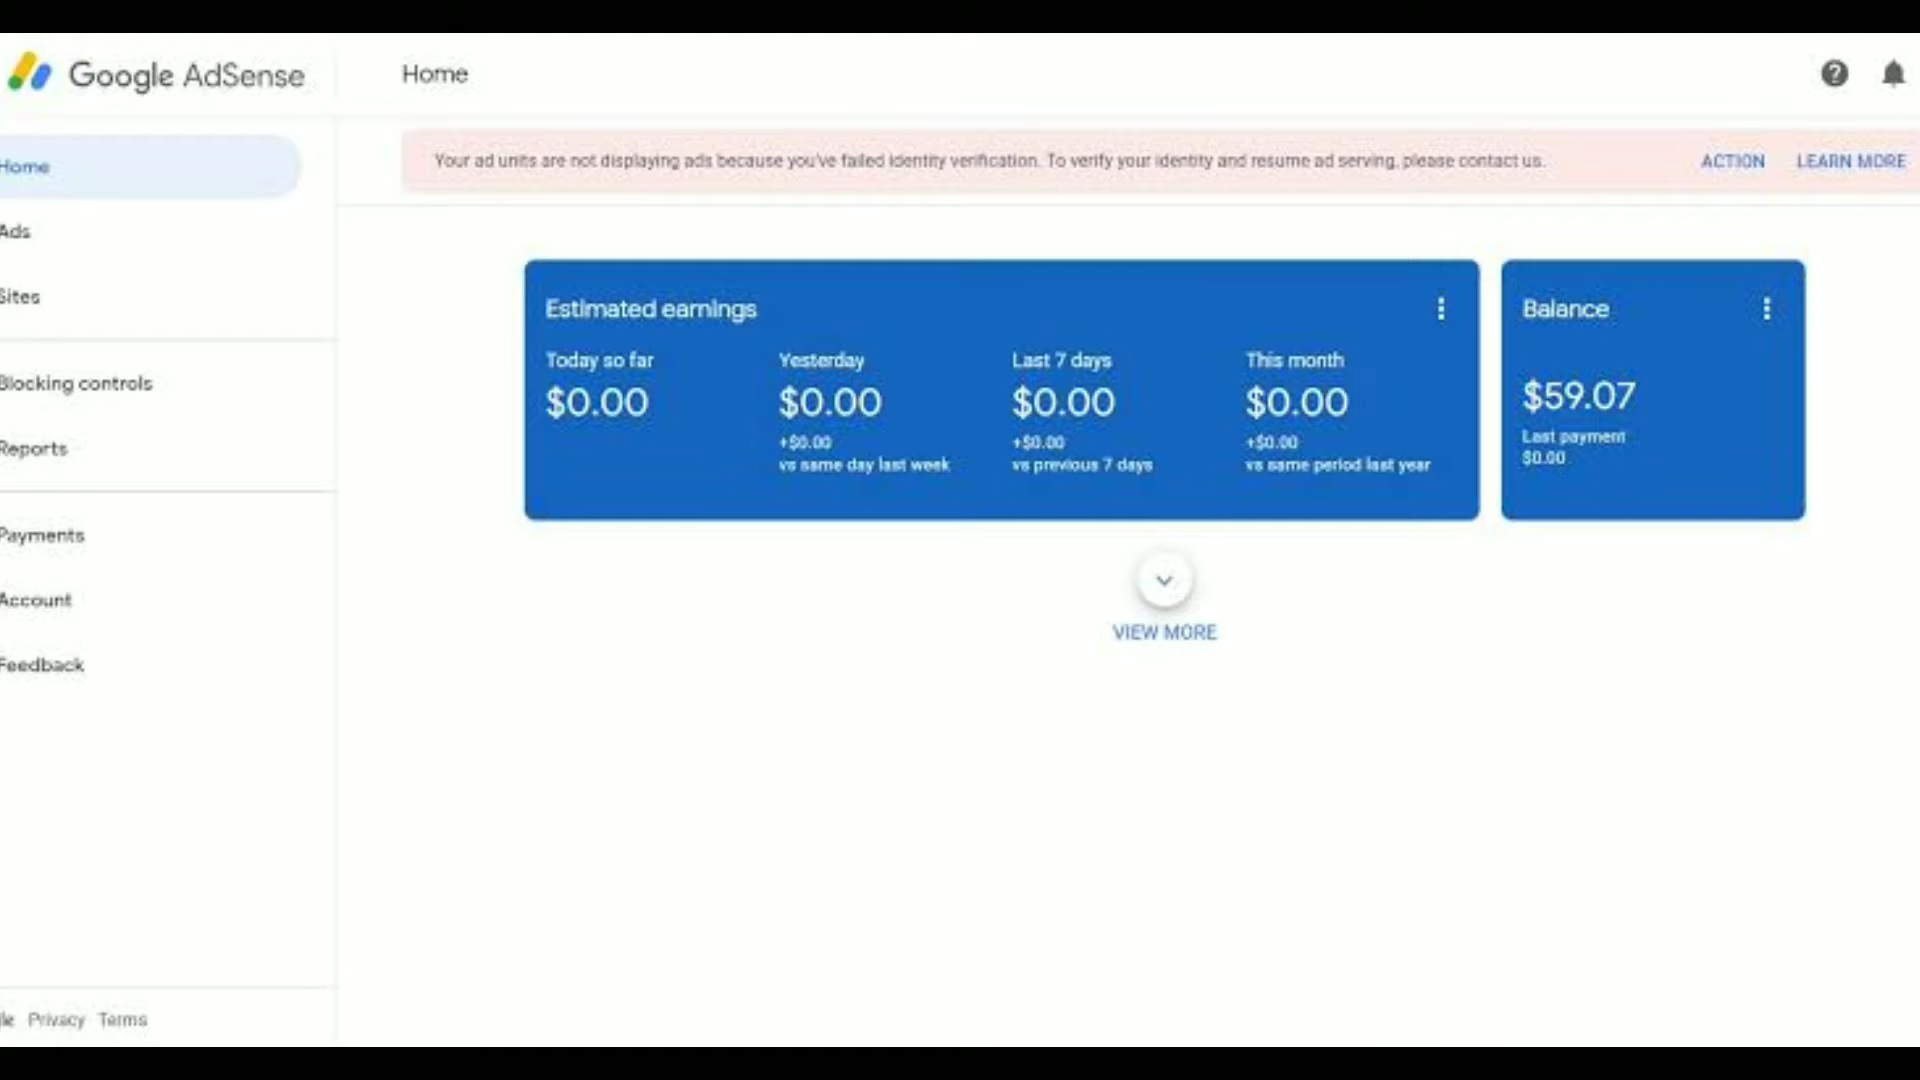 Google AdSense
Home
Home
Ads
Sites
Blocking controls
Reports
Payments
Account
Feedback
Privacy Terms
Your ad units are not displaying ads because you've failed identity verification. To verify your identity and resume ad serving, please contact us. ACTION LEARN MORE
Estimated earnings
Today so far
$0.00
Yesterday
$0.00
+$0.00
vs same day last week
Last 7 days
$0.00
+$0.00
vs previous 7 days
This month
$0.00
+$0.00
vs same period last year
Balance
$59.07
Last payment
$0.00
VIEW MORE